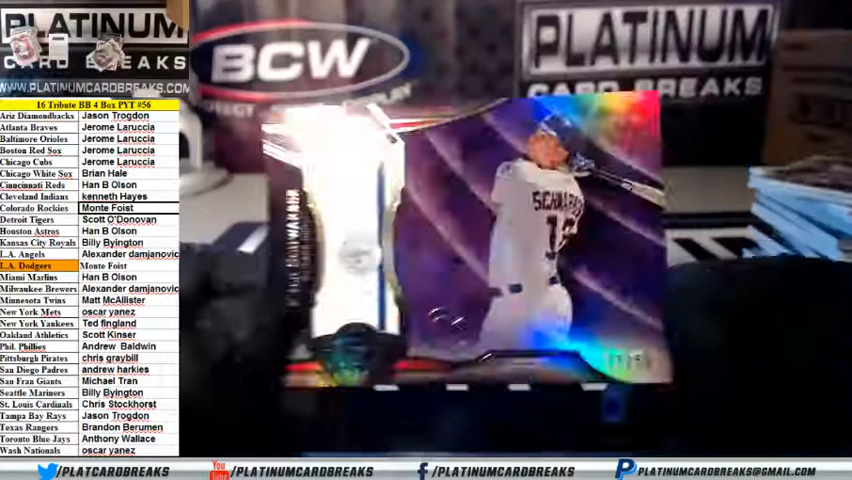 PLATINUM
CARD BREAKS
WWW.PLATINUMCARDBREAKS.COM
BCW
PLATINUM
CARD BREAKS
16 Tribute BB 4 Box PYT #56
Ariz Diamondbacks Jason Trogdon
Atlanta Braves Jerome Laruccia
Baltimore Orioles Jerome Laruccia
Boston Red Sox Jerome Laruccia
Chicago Cubs Jerome Laruccia
Chicago White Sox Brian Hale
Cincinnati Reds Han B Olson
Cleveland Indians kenneth Hayes
Colorado Rockies Monte Foist
Detroit Tigers Scott O'Donovan
Houston Astros Han B Olson
Kansas City Royals Billy Byington
L.A. Angels Alexander damjanovic
L.A. Dodgers Monte Foist
Miami Marlins Han B Olson
Milwaukee Brewers Alexander damjanovic
Minnesota Twins Matt McAllister
New York Mets oscar yanez
New York Yankees Ted fingland
Oakland Athletics Scott Kinser
Phil. Phillies Andrew Baldwin
Pittsburgh Pirates chris graybill
San Diego Padres andrew harkies
San Fran Giants Michael Tran
Seattle Mariners Billy Byington
St. Louis Cardinals Chris Stockhorst
Tampa Bay Rays Jason Trogdon
Texas Rangers Brandon Berumen
Toronto Blue Jays Anthony Wallace
Wash Nationals oscar yanez
/PLATCARDBREAKS
You Tube /PLATINUMCARDBREAKS
/PLATINUMCARDBREAKS
PLATINUMCARDBREAKS@GMAIL.COM